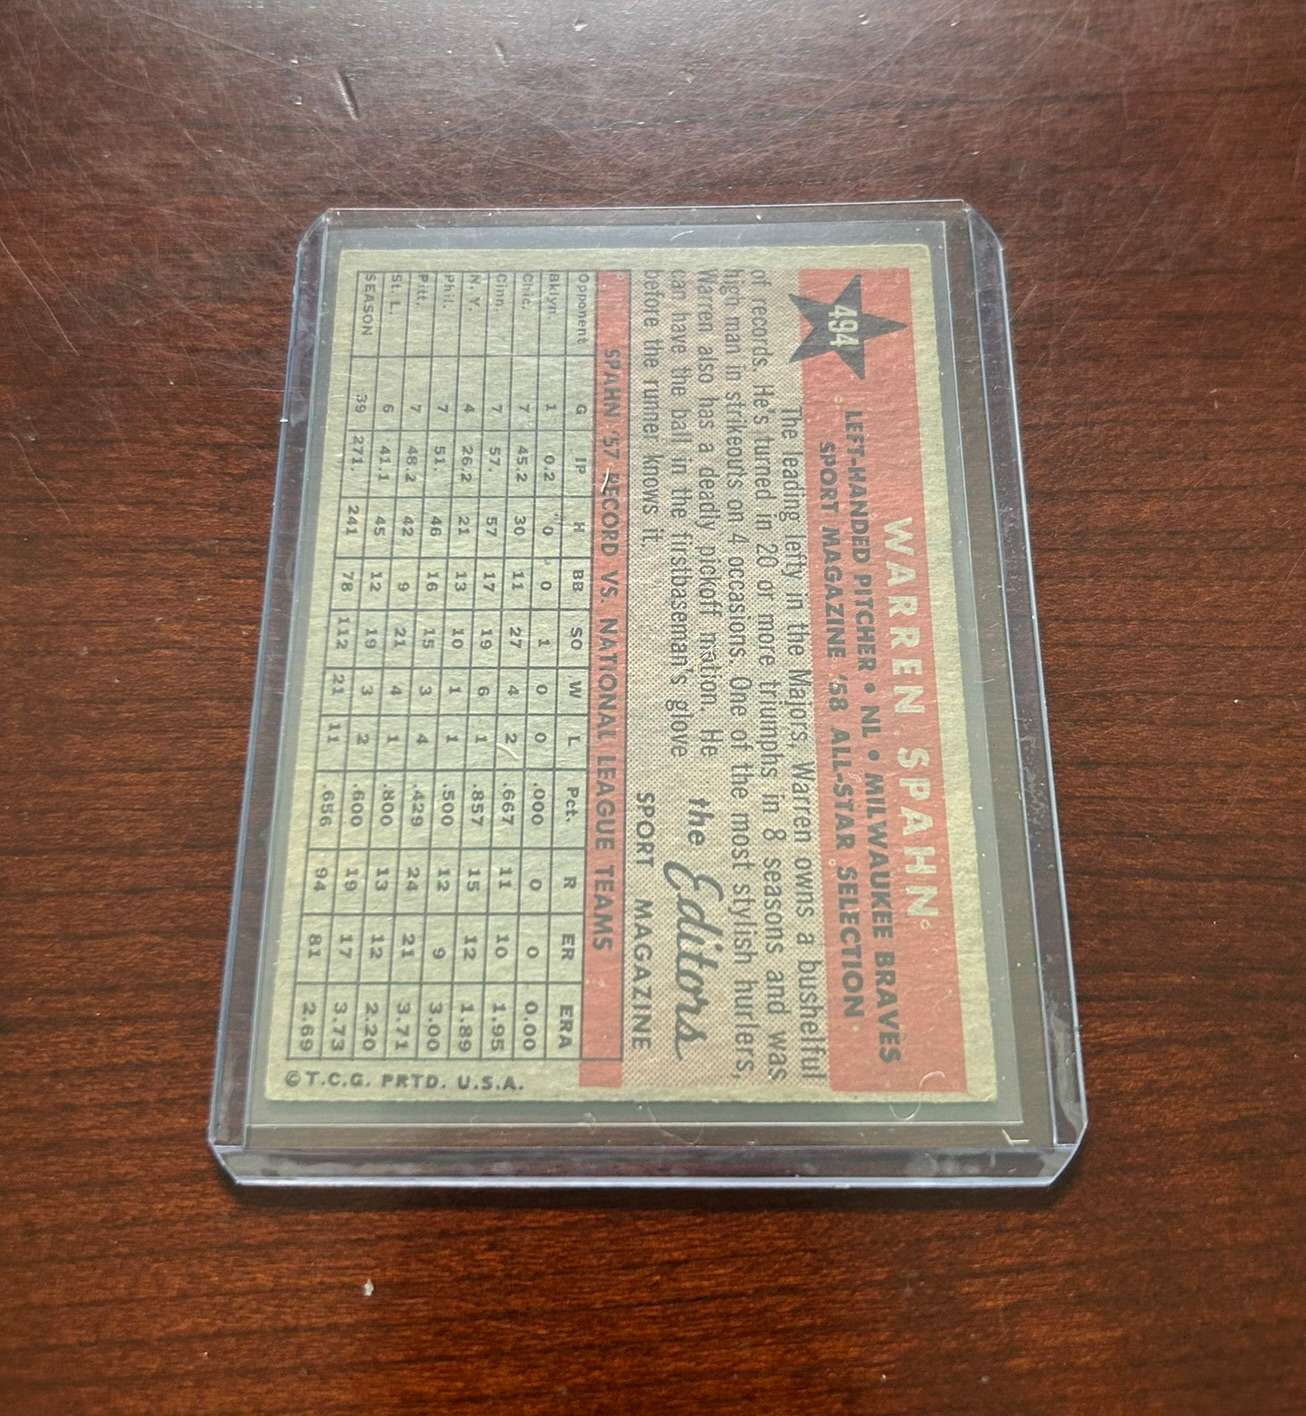 494
WARREN SPAHN
LEFT-HANDED PITCHER • NL • MILWAUKEE BRAVES
SPORT MAGAZINE '58 ALL-STAR SELECTION
The leading lefty in the Majors, Warren owns a bushelful
of records. He's turned in 20 or more triumphs in 8 seasons and was
high man in strikeouts on 4 occasions. One of the most stylish hurlers,
Warren also has a deadly pickoff motion. He
can have the ball in the firstbaseman's glove
before the runner knows it.
the Editors
SPORT MAGAZINE
SPAHN '57 RECORD VS. NATIONAL LEAGUE TEAMS
Opponent G IP H BB SO W L Pct. R ER ERA
Bklyn. 1 0.2 0 0 1 0 0 .000 0 0 0.00
Chic. 7 45.2 30 11 27 4 2 .667 11 10 1.95
Cinn. 7 57. 57 17 19 6 1 .857 15 12 1.89
N.Y. 4 26.2 21 13 10 1 1 .500 12 9 3.00
Phil. 7 51. 46 16 15 3 4 .429 24 21 3.71
Pitt. 7 48.2 42 9 21 4 1 .800 13 12 2.20
St. L. 6 41.1 45 12 19 3 2 .600 19 17 3.73
SEASON 39 271 241 78 112 21 11 .656 94 81 2.69
© T.C.G. PRTD. U.S.A.